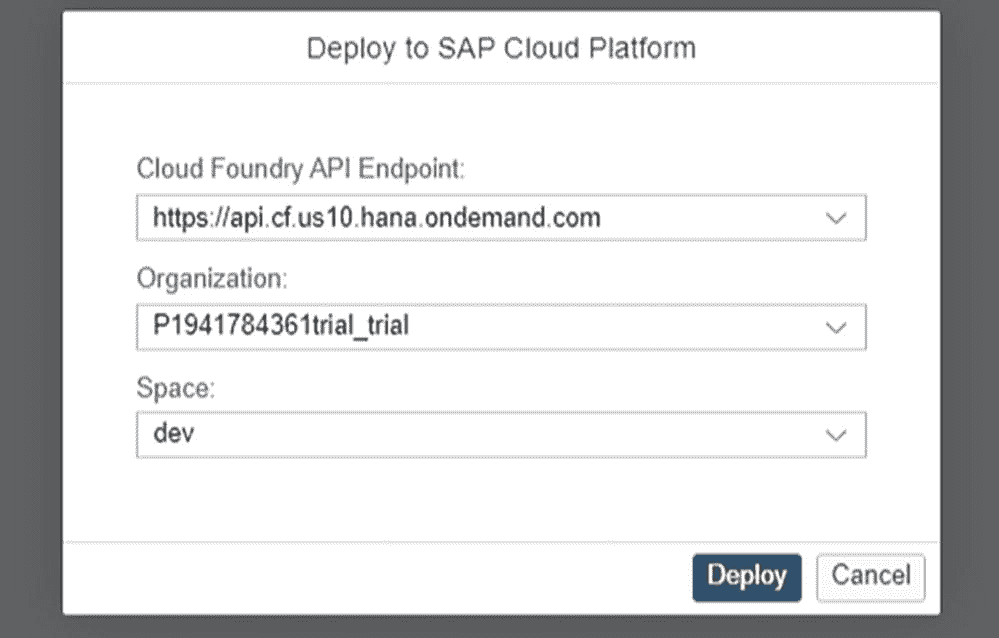 Deploy to SAP Cloud Platform
Cloud Foundry API Endpoint:
https://api.cf.us10.hana.ondemand.com
Organization:
P1941784361trial_trial
Space:
dev
Deploy Cancel